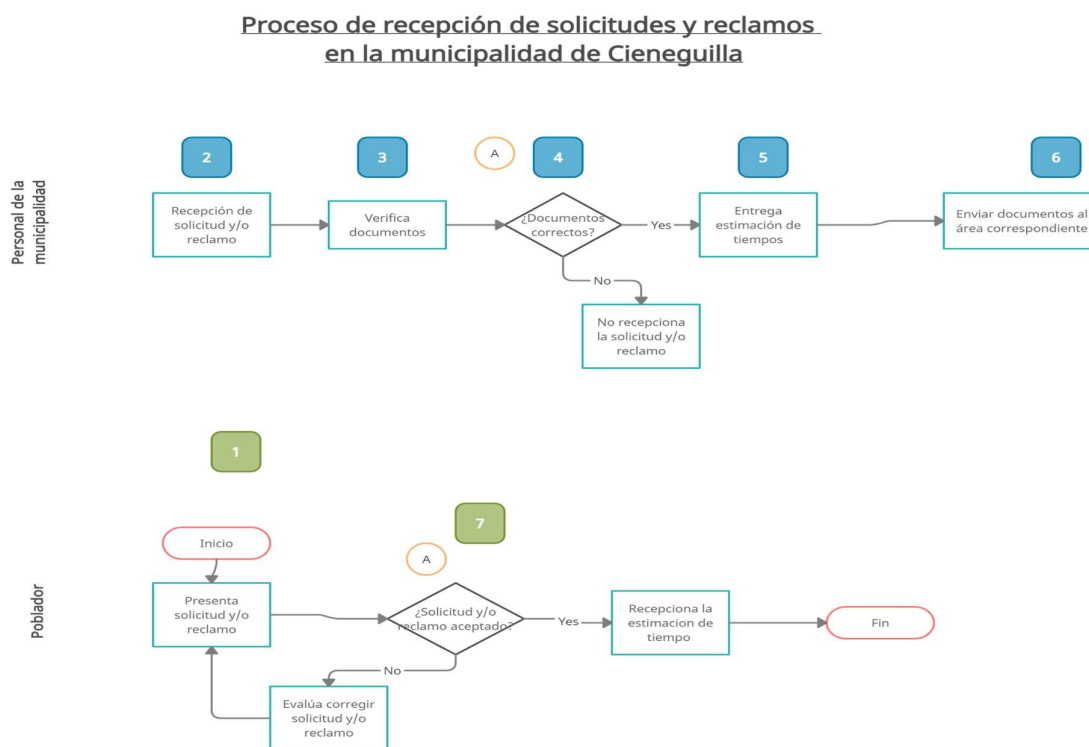 Proceso de recepción de solicitudes y reclamos
en la municipalidad de Cieneguilla
Personal de la
municipalidad
2
3
A
4
5
6
Recepción de
solicitud y/o
reclamo
Verifica
documentos
¿Documentos
correctos?
Yes
Entrega
estimación de
tiempos
Enviar documentos al
área correspondiente
No
No recepciona
la solicitud y/o
reclamo
Poblador
1
7
Inicio
A
Presenta
solicitud y/o
reclamo
¿Solicitud y/o
reclamo aceptado?
Yes
Recepciona la
estimacion de
tiempo
Fin
No
Evalúa corregir
solicitud y/o
reclamo